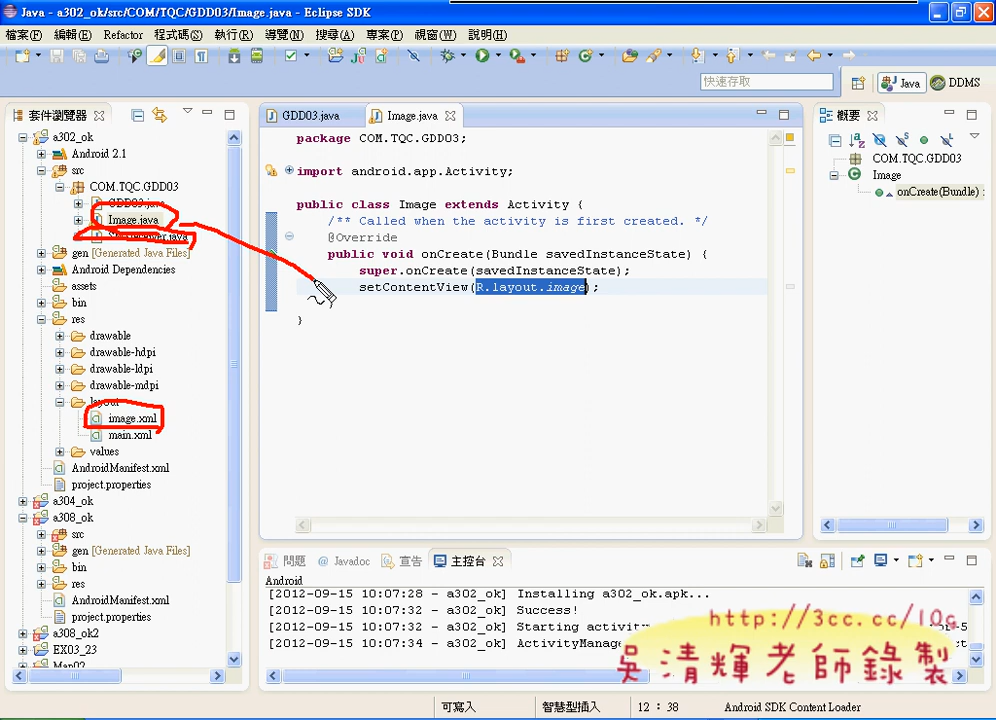 Java - a302_ok/src/COM/TQC/GDD03/Image.java - Eclipse SDK
檔案(F) 編輯(E) Refactor 程式碼(S) 執行(R) 導覽(N) 搜尋(A) 專案(P) 視窗(W) 說明(H)
快速存取
Java
DDMS
套件瀏覽器
a302_ok
Android 2.1
src
COM.TQC.GDD03
GDD03.java
Image.java
gen [Generated Java Files]
Android Dependencies
assets
bin
res
drawable
drawable-hdpi
drawable-ldpi
drawable-mdpi
layout
image.xml
main.xml
values
AndroidManifest.xml
project.properties
a304_ok
a308_ok
src
gen [Generated Java Files]
bin
res
AndroidManifest.xml
project.properties
a308_ok2
EX03_23
Map02
GDD03.java
Image.java
package COM.TQC.GDD03;
import android.app.Activity;
public class Image extends Activity {
/** Called when the activity is first created. */
@Override
public void onCreate(Bundle savedInstanceState) {
super.onCreate(savedInstanceState);
setContentView(R.layout.image);
}
}
概要
COM.TQC.GDD03
Image
onCreate(Bundle) :
問題
@ Javadoc
宣告
主控台
Android
[2012-09-15 10:07:28 - a302_ok] Installing a302_ok.apk...
[2012-09-15 10:07:32 - a302_ok] Success!
[2012-09-15 10:07:32 - a302_ok] Starting activit
[2012-09-15 10:07:34 - a302_ok] ActivityManage
http://3cc.cc/10g
吳清輝老師錄製
可寫入
智慧型插入
12 : 38
Android SDK Content Loader